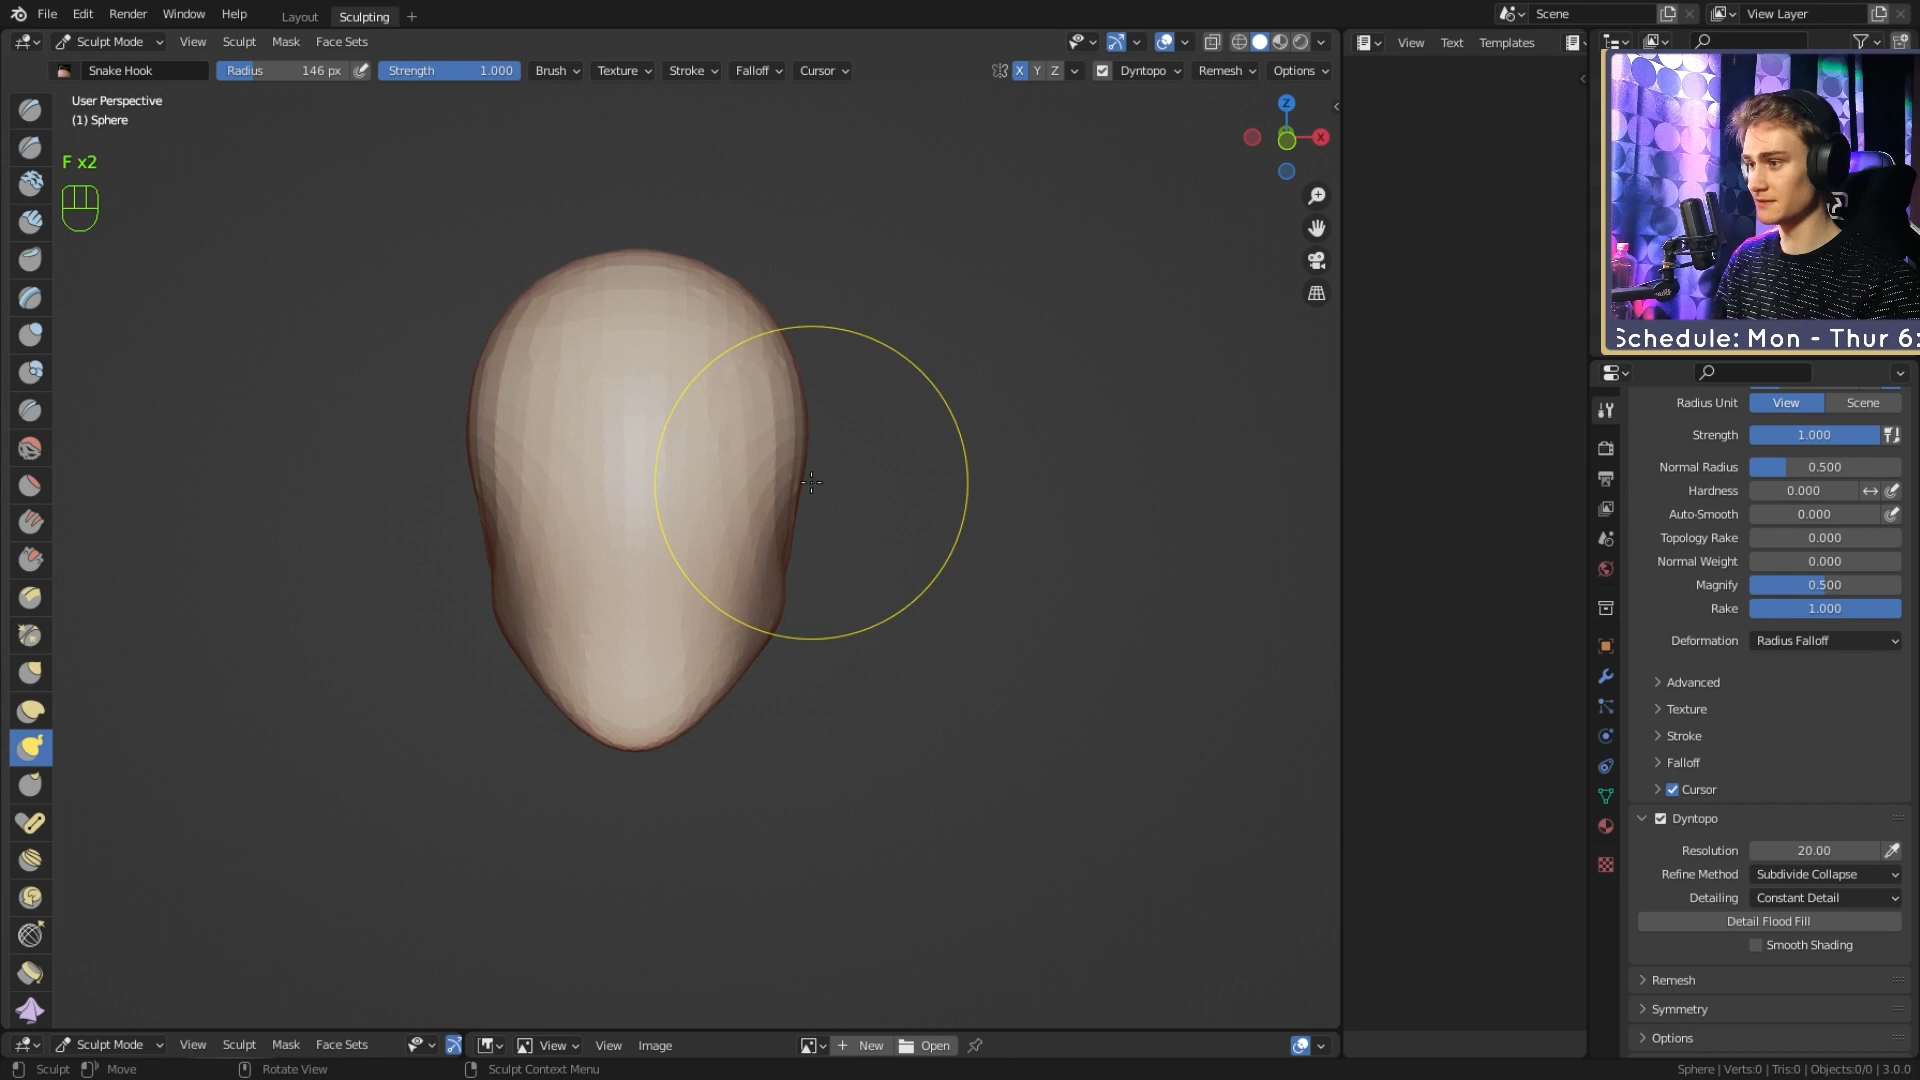 File Edit Render Window Help Layout Sculpting + Scene View Layer
Sculpt Mode View Sculpt Mask Face Sets View Text Templates
Snake Hook Radius 146 px Strength 1.000 Brush Texture Stroke Falloff Cursor X Y Z Dyntopo Remesh Options
User Perspective
(1) Sphere
F x2
Z
X
Schedule: Mon - Thur 6:
Radius Unit View Scene
Strength 1.000
Normal Radius 0.500
Hardness 0.000
Auto-Smooth 0.000
Topology Rake 0.000
Normal Weight 0.000
Magnify 0.500
Rake 1.000
Deformation Radius Falloff
Advanced
Texture
Stroke
Falloff
Cursor
Dyntopo
Resolution 20.00
Refine Method Subdivide Collapse
Detailing Constant Detail
Detail Flood Fill
Smooth Shading
Remesh
Symmetry
Options
Sculpt Mode View Sculpt Mask Face Sets View View Image + New Open
Sculpt Move Rotate View Sculpt Context Menu Sphere | Verts:0 | Tris:0 | Objects:0/0 | 3.0.0